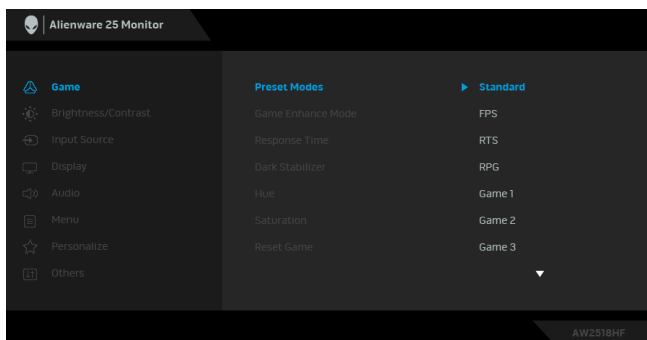 Alienware 25 Monitor
Game Preset Modes Standard
Brightness/Contrast Game Enhance Mode FPS
Input Source Response Time RTS
Display Dark Stabilizer RPG
Audio Hue Game 1
Menu Saturation Game 2
Personalize Reset Game Game 3
Others
AW2518HF